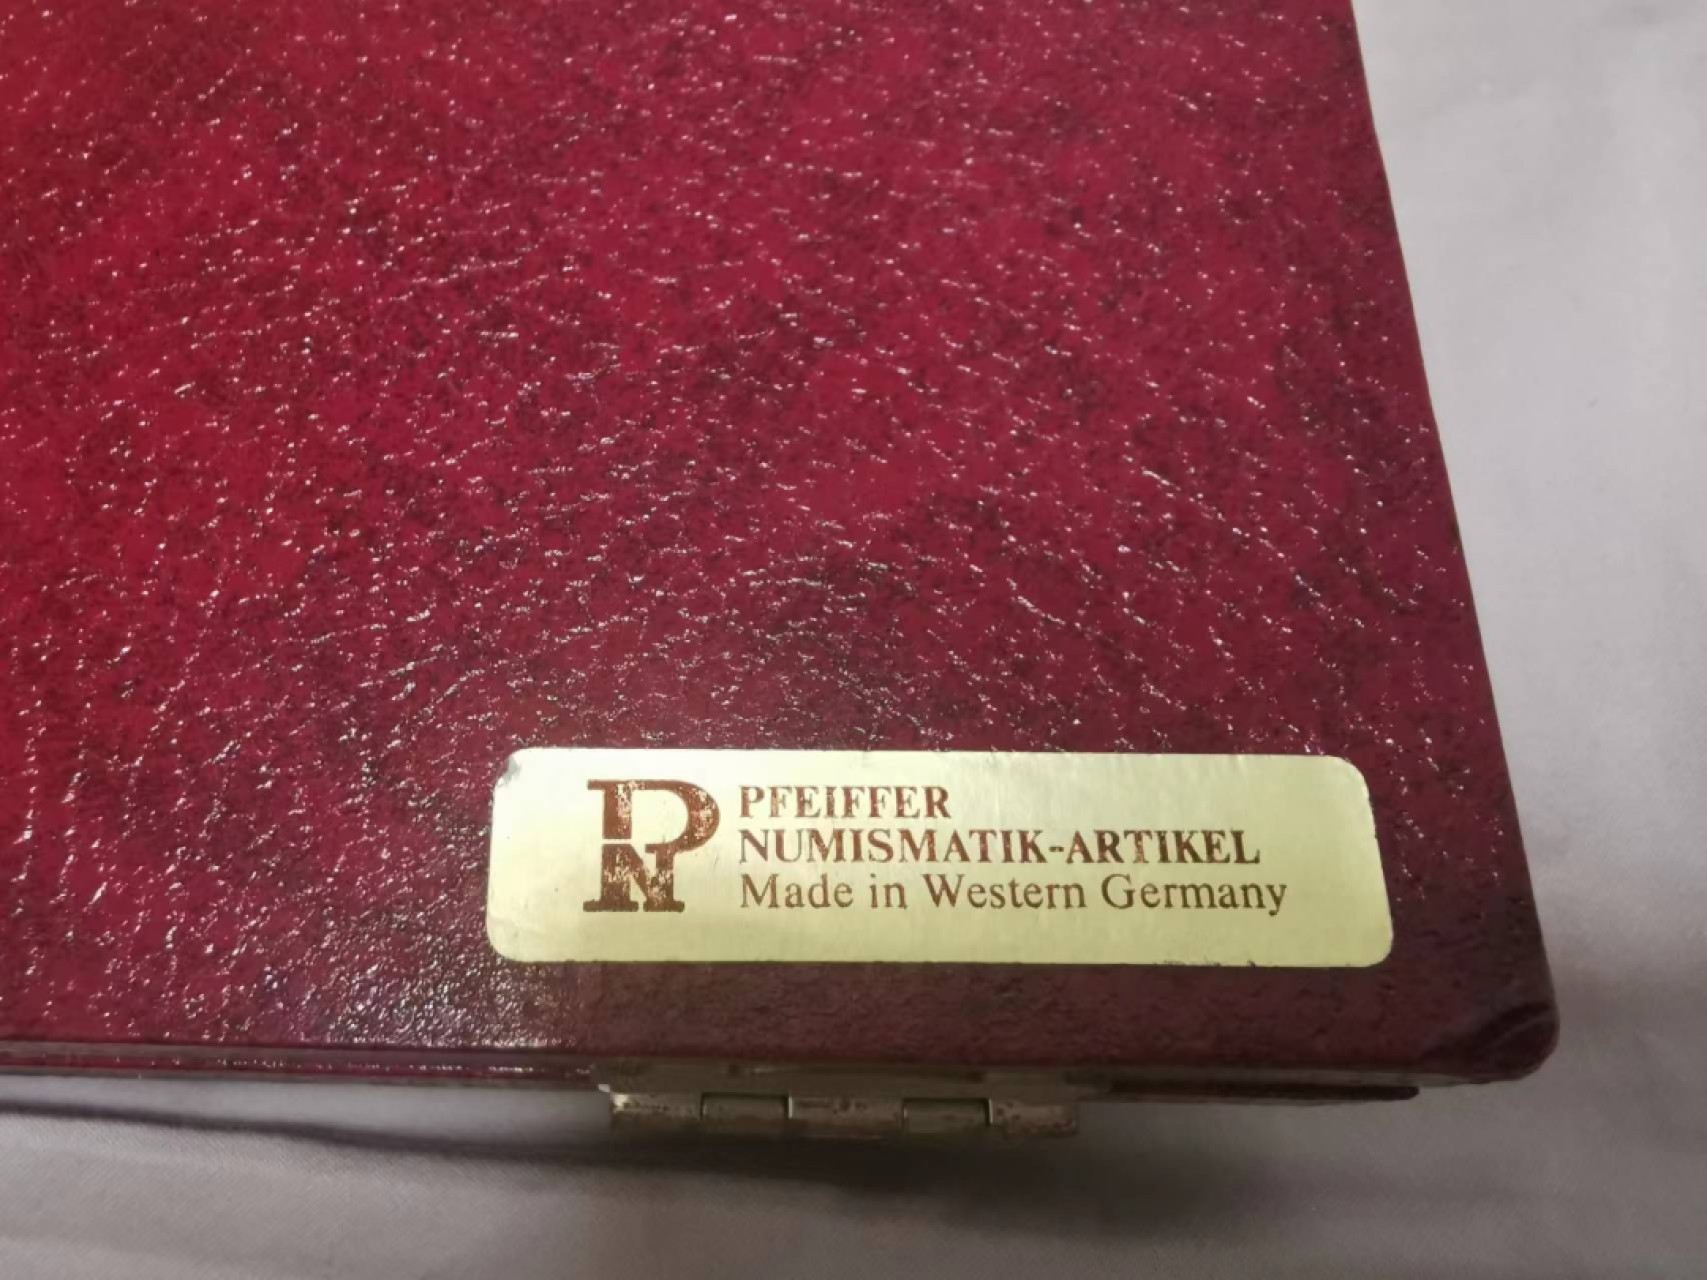 PN
PFEIFFER
NUMISMATIK-ARTIKEL
Made in Western Germany